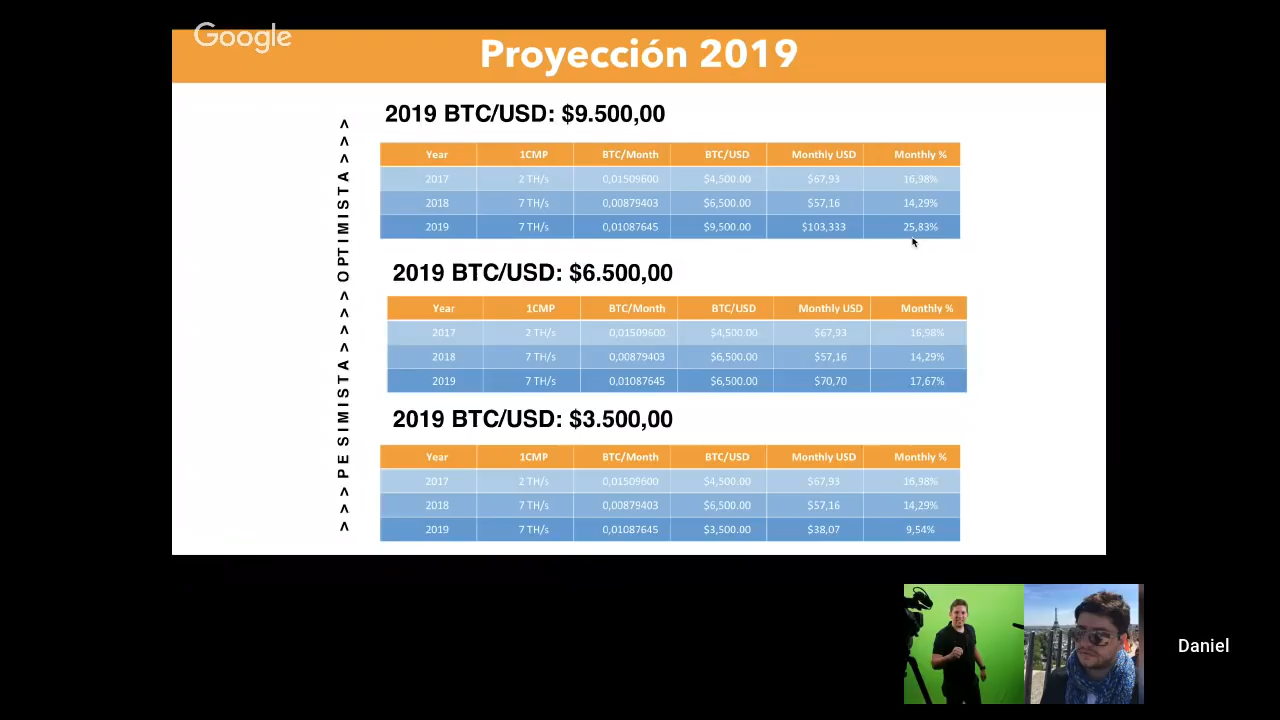 Google
Proyección 2019
2019 BTC/USD: $9.500,00
Year 1CMP BTC/Month BTC/USD Monthly USD Monthly %
2017 2 TH/s 0,01509600 $4,500.00 $67,93 16,98%
2018 7 TH/s 0,00879403 $6,500.00 $57,16 14,29%
2019 7 TH/s 0,01087645 $9,500.00 $103,333 25,83%
2019 BTC/USD: $6.500,00
Year 1CMP BTC/Month BTC/USD Monthly USD Monthly %
2017 2 TH/s 0,01509600 $4,500.00 $67,93 16,98%
2018 7 TH/s 0,00879403 $6,500.00 $57,16 14,29%
2019 7 TH/s 0,01087645 $6,500.00 $70,70 17,67%
2019 BTC/USD: $3.500,00
Year 1CMP BTC/Month BTC/USD Monthly USD Monthly %
2017 2 TH/s 0,01509600 $4,500.00 $67,93 16,98%
2018 7 TH/s 0,00879403 $6,500.00 $57,16 14,29%
2019 7 TH/s 0,01087645 $3,500.00 $38,07 9,54%
>>> PESIMISTA >>>> OPTIMISTA >>>
Daniel